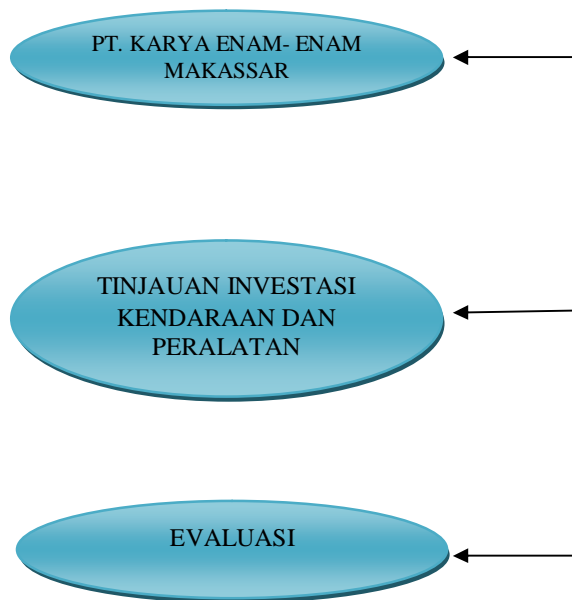 PT. KARYA ENAM- ENAM
MAKASSAR
TINJAUAN INVESTASI
KENDARAAN DAN
PERALATAN
EVALUASI